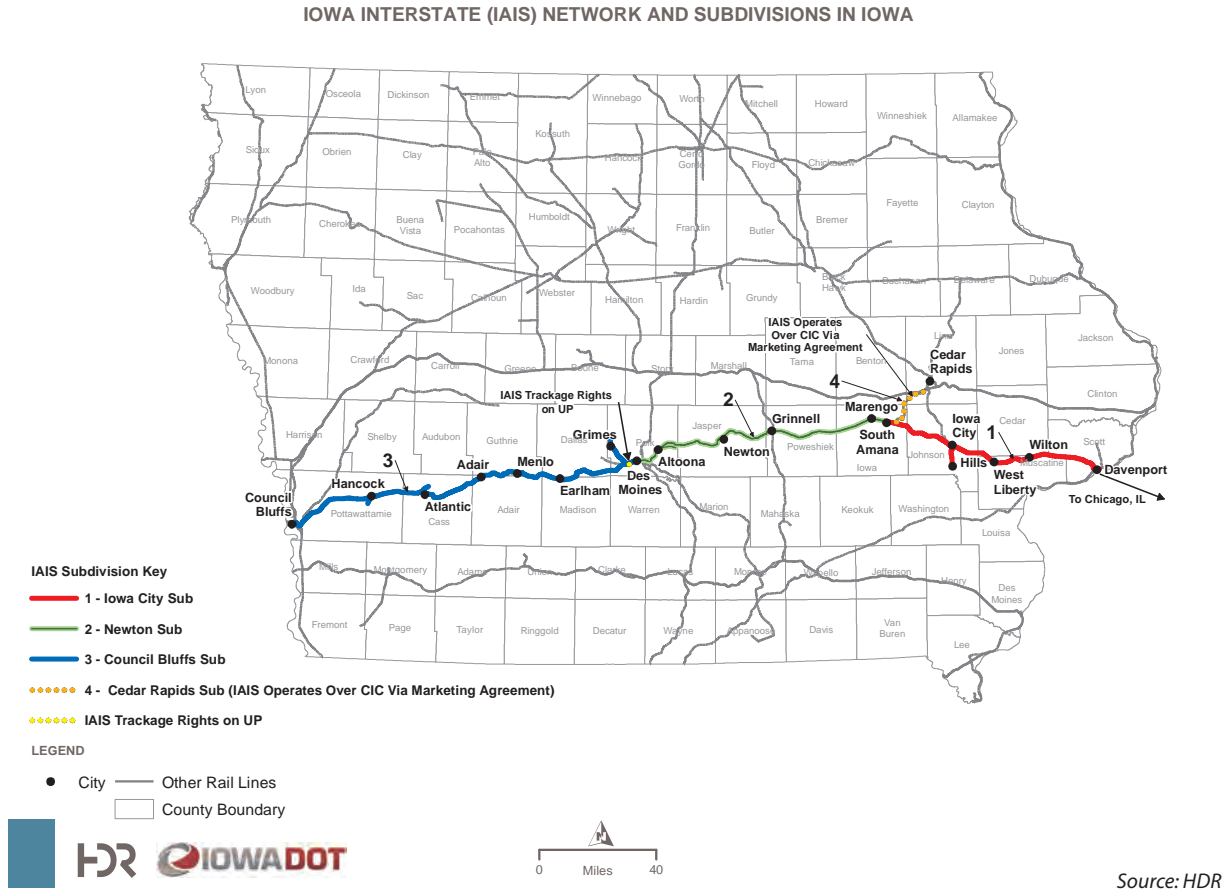 IOWA INTERSTATE (IAIS) NETWORK AND SUBDIVISIONS IN IOWA
Lyon
Osceola
Dickinson
Emmet
Winnebago
Worth
Mitchell
Howard
Winneshiek
Allamakee
Kossuth
Sioux
Obrien
Clay
Palo
Alto
Hancock
Cerro
Gordo
Floyd
Chickasaw
Fayette
Clayton
Plymouth
Cherokee
Buena
Vista
Pocahontas
Humboldt
Wright
Franklin
Butler
Bremer
Woodbury
Ida
Sac
Calhoun
Webster
Hamilton
Hardin
Grundy
Black
Hawk
Buchanan
Delaware
Dubuque
IAIS Operates
Over CIC Via
Marketing Agreement
Linn
Jones
Jackson
Monona
Crawford
Carroll
Greene
Boone
Story
Marshall
Tama
Benton
Cedar
Rapids
4
Clinton
IAIS Trackage Rights
on UP
2
Marengo
Grinnell
Iowa
City
Cedar
1
Harrison
Shelby
Audubon
Guthrie
Dallas
Grimes
Polk
Jasper
Newton
Poweshiek
South
Amana
Iowa
Johnson
Hills
Wilton
Scott
Muscatine
3
Adair
Menlo
Altoona
Des
Moines
West
Liberty
Davenport
Council
Bluffs
Hancock
Atlantic
Earlham
To Chicago, IL
Pottawattamie
Cass
Adair
Madison
Warren
Marion
Mahaska
Keokuk
Washington
Louisa
Mills
Montgomery
Adams
Union
Clarke
Lucas
Monroe
Wapello
Jefferson
Henry
Des
Moines
Fremont
Page
Taylor
Ringgold
Decatur
Wayne
Appanoose
Davis
Van
Buren
Lee
IAIS Subdivision Key
1 - Iowa City Sub
2 - Newton Sub
3 - Council Bluffs Sub
4 - Cedar Rapids Sub (IAIS Operates Over CIC Via Marketing Agreement)
IAIS Trackage Rights on UP
LEGEND
City
Other Rail Lines
County Boundary
HDR
IOWADOT
N
0
Miles
40
Source: HDR